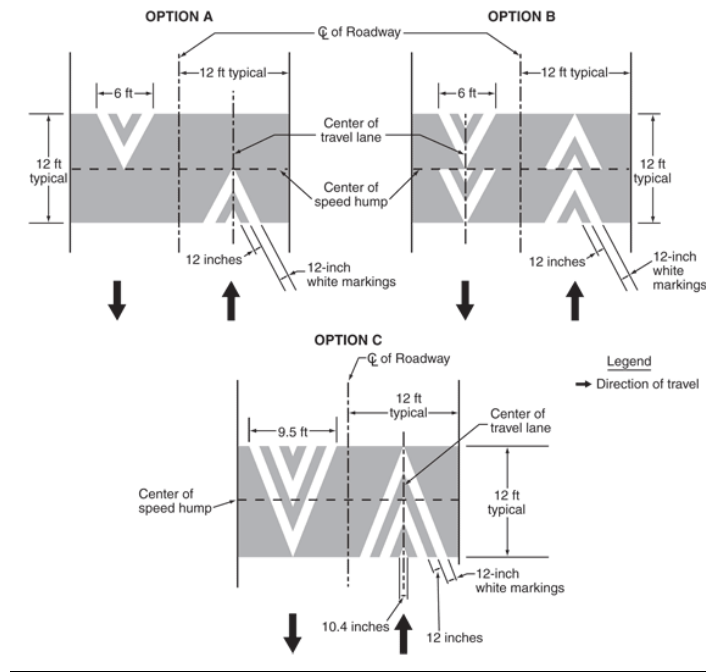 OPTION A
℄ of Roadway
OPTION B
6 ft
12 ft typical
6 ft
12 ft typical
12 ft
typical
Center of
travel lane
Center of
speed hump
12 ft
typical
12 inches
12-inch
white markings
12 inches
12-inch
white markings
OPTION C
℄ of Roadway
Legend
Direction of travel
12 ft
typical
9.5 ft
Center of
travel lane
Center of
speed hump
12 ft
typical
12-inch
white markings
10.4 inches
12 inches